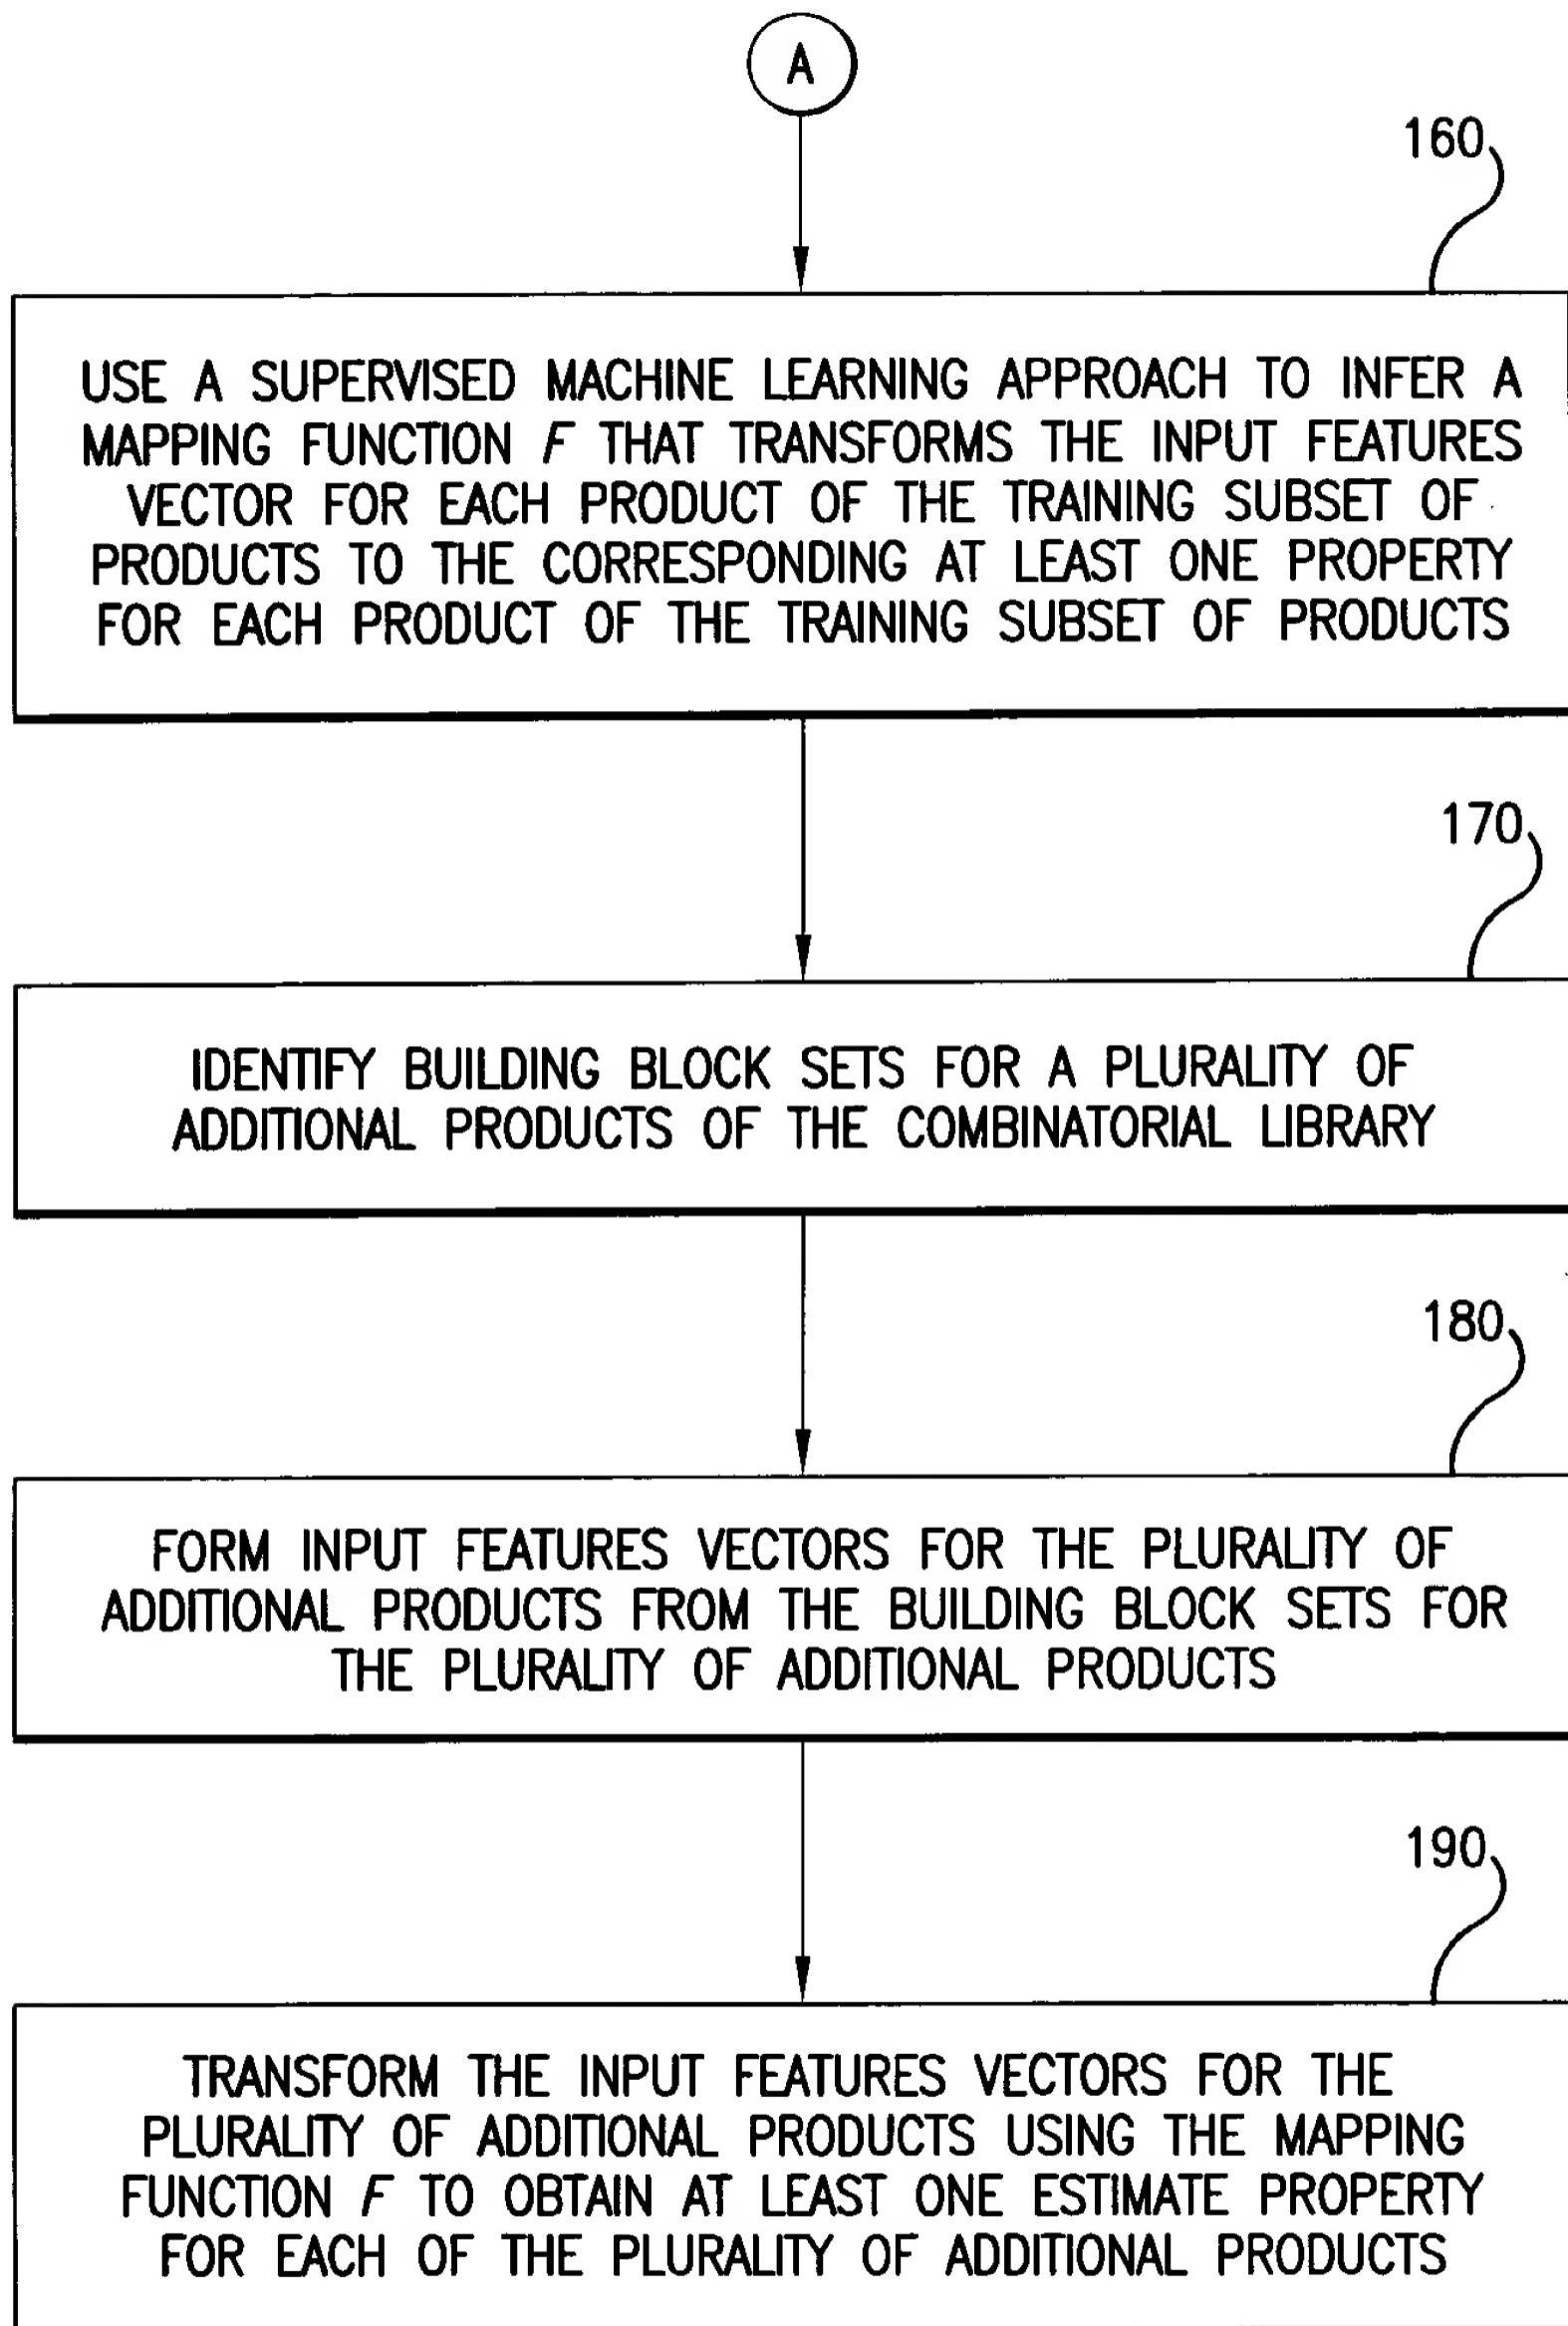 A
160
USE A SUPERVISED MACHINE LEARNING APPROACH TO INFER A
MAPPING FUNCTION F THAT TRANSFORMS THE INPUT FEATURES
VECTOR FOR EACH PRODUCT OF THE TRAINING SUBSET OF
PRODUCTS TO THE CORRESPONDING AT LEAST ONE PROPERTY
FOR EACH PRODUCT OF THE TRAINING SUBSET OF PRODUCTS
170
IDENTIFY BUILDING BLOCK SETS FOR A PLURALITY OF
ADDITIONAL PRODUCTS OF THE COMBINATORIAL LIBRARY
180
FORM INPUT FEATURES VECTORS FOR THE PLURALITY OF
ADDITIONAL PRODUCTS FROM THE BUILDING BLOCK SETS FOR
THE PLURALITY OF ADDITIONAL PRODUCTS
190
TRANSFORM THE INPUT FEATURES VECTORS FOR THE
PLURALITY OF ADDITIONAL PRODUCTS USING THE MAPPING
FUNCTION F TO OBTAIN AT LEAST ONE ESTIMATE PROPERTY
FOR EACH OF THE PLURALITY OF ADDITIONAL PRODUCTS